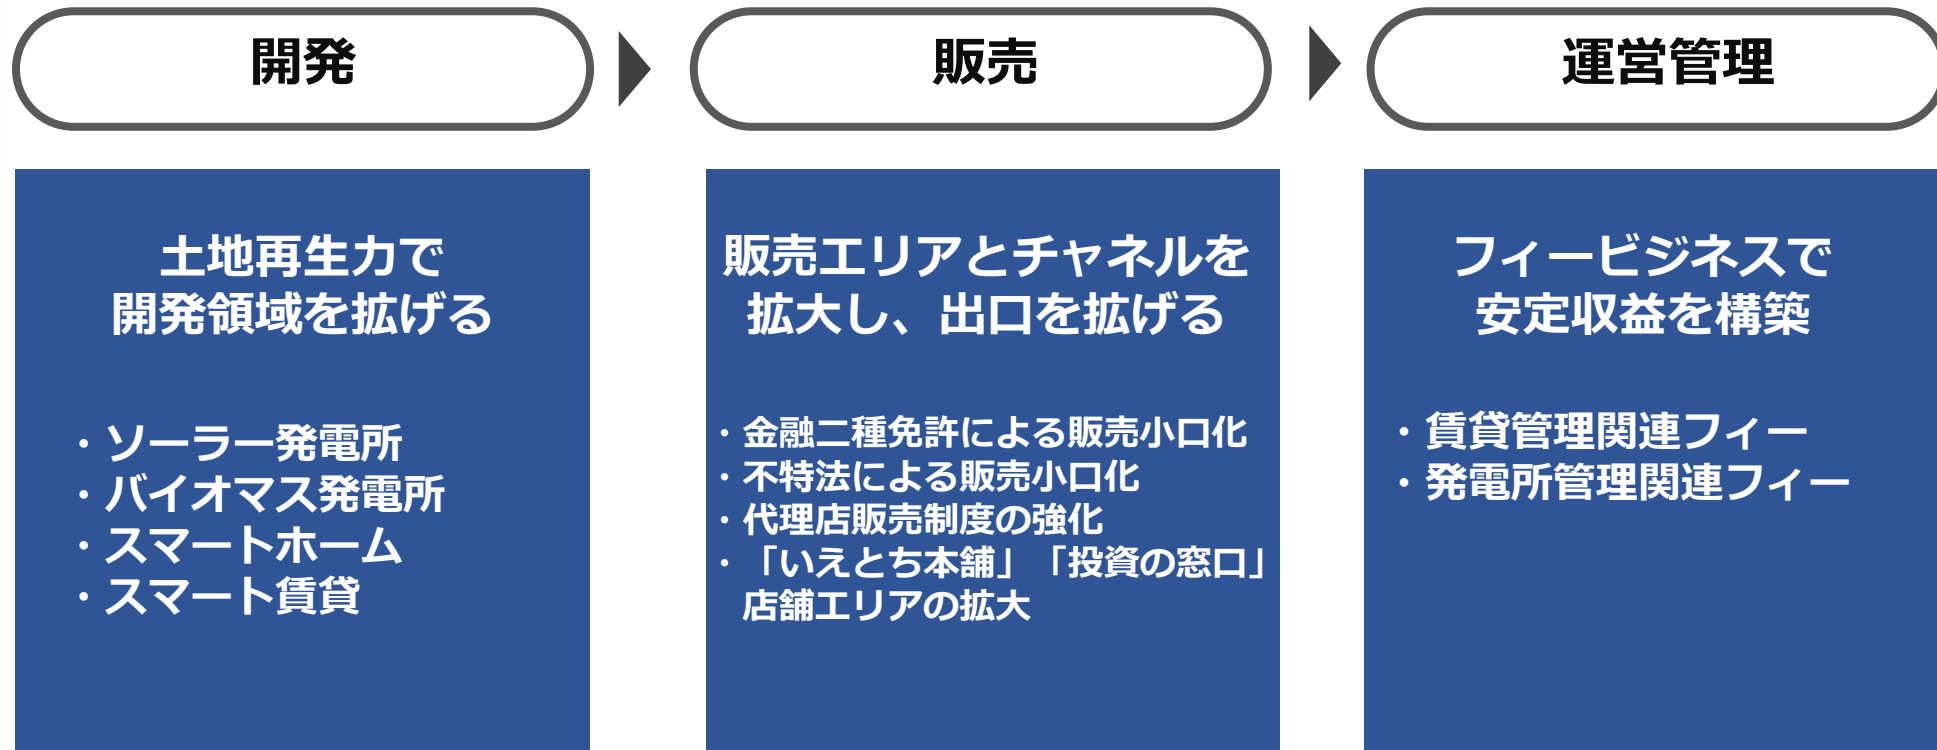 開発
販売
運営管理
土地再生力で
開発領域を拡げる
・ソーラー発電所
・バイオマス発電所
・スマートホーム
・スマート賃貸
販売エリアとチャネルを
拡大し、出口を拡げる
・金融二種免許による販売小口化
・不特法による販売小口化
・代理店販売制度の強化
・「いえとち本舗」「投資の窓口」
店舗エリアの拡大
フィービジネスで
安定収益を構築
・賃貸管理関連フィー
・発電所管理関連フィー